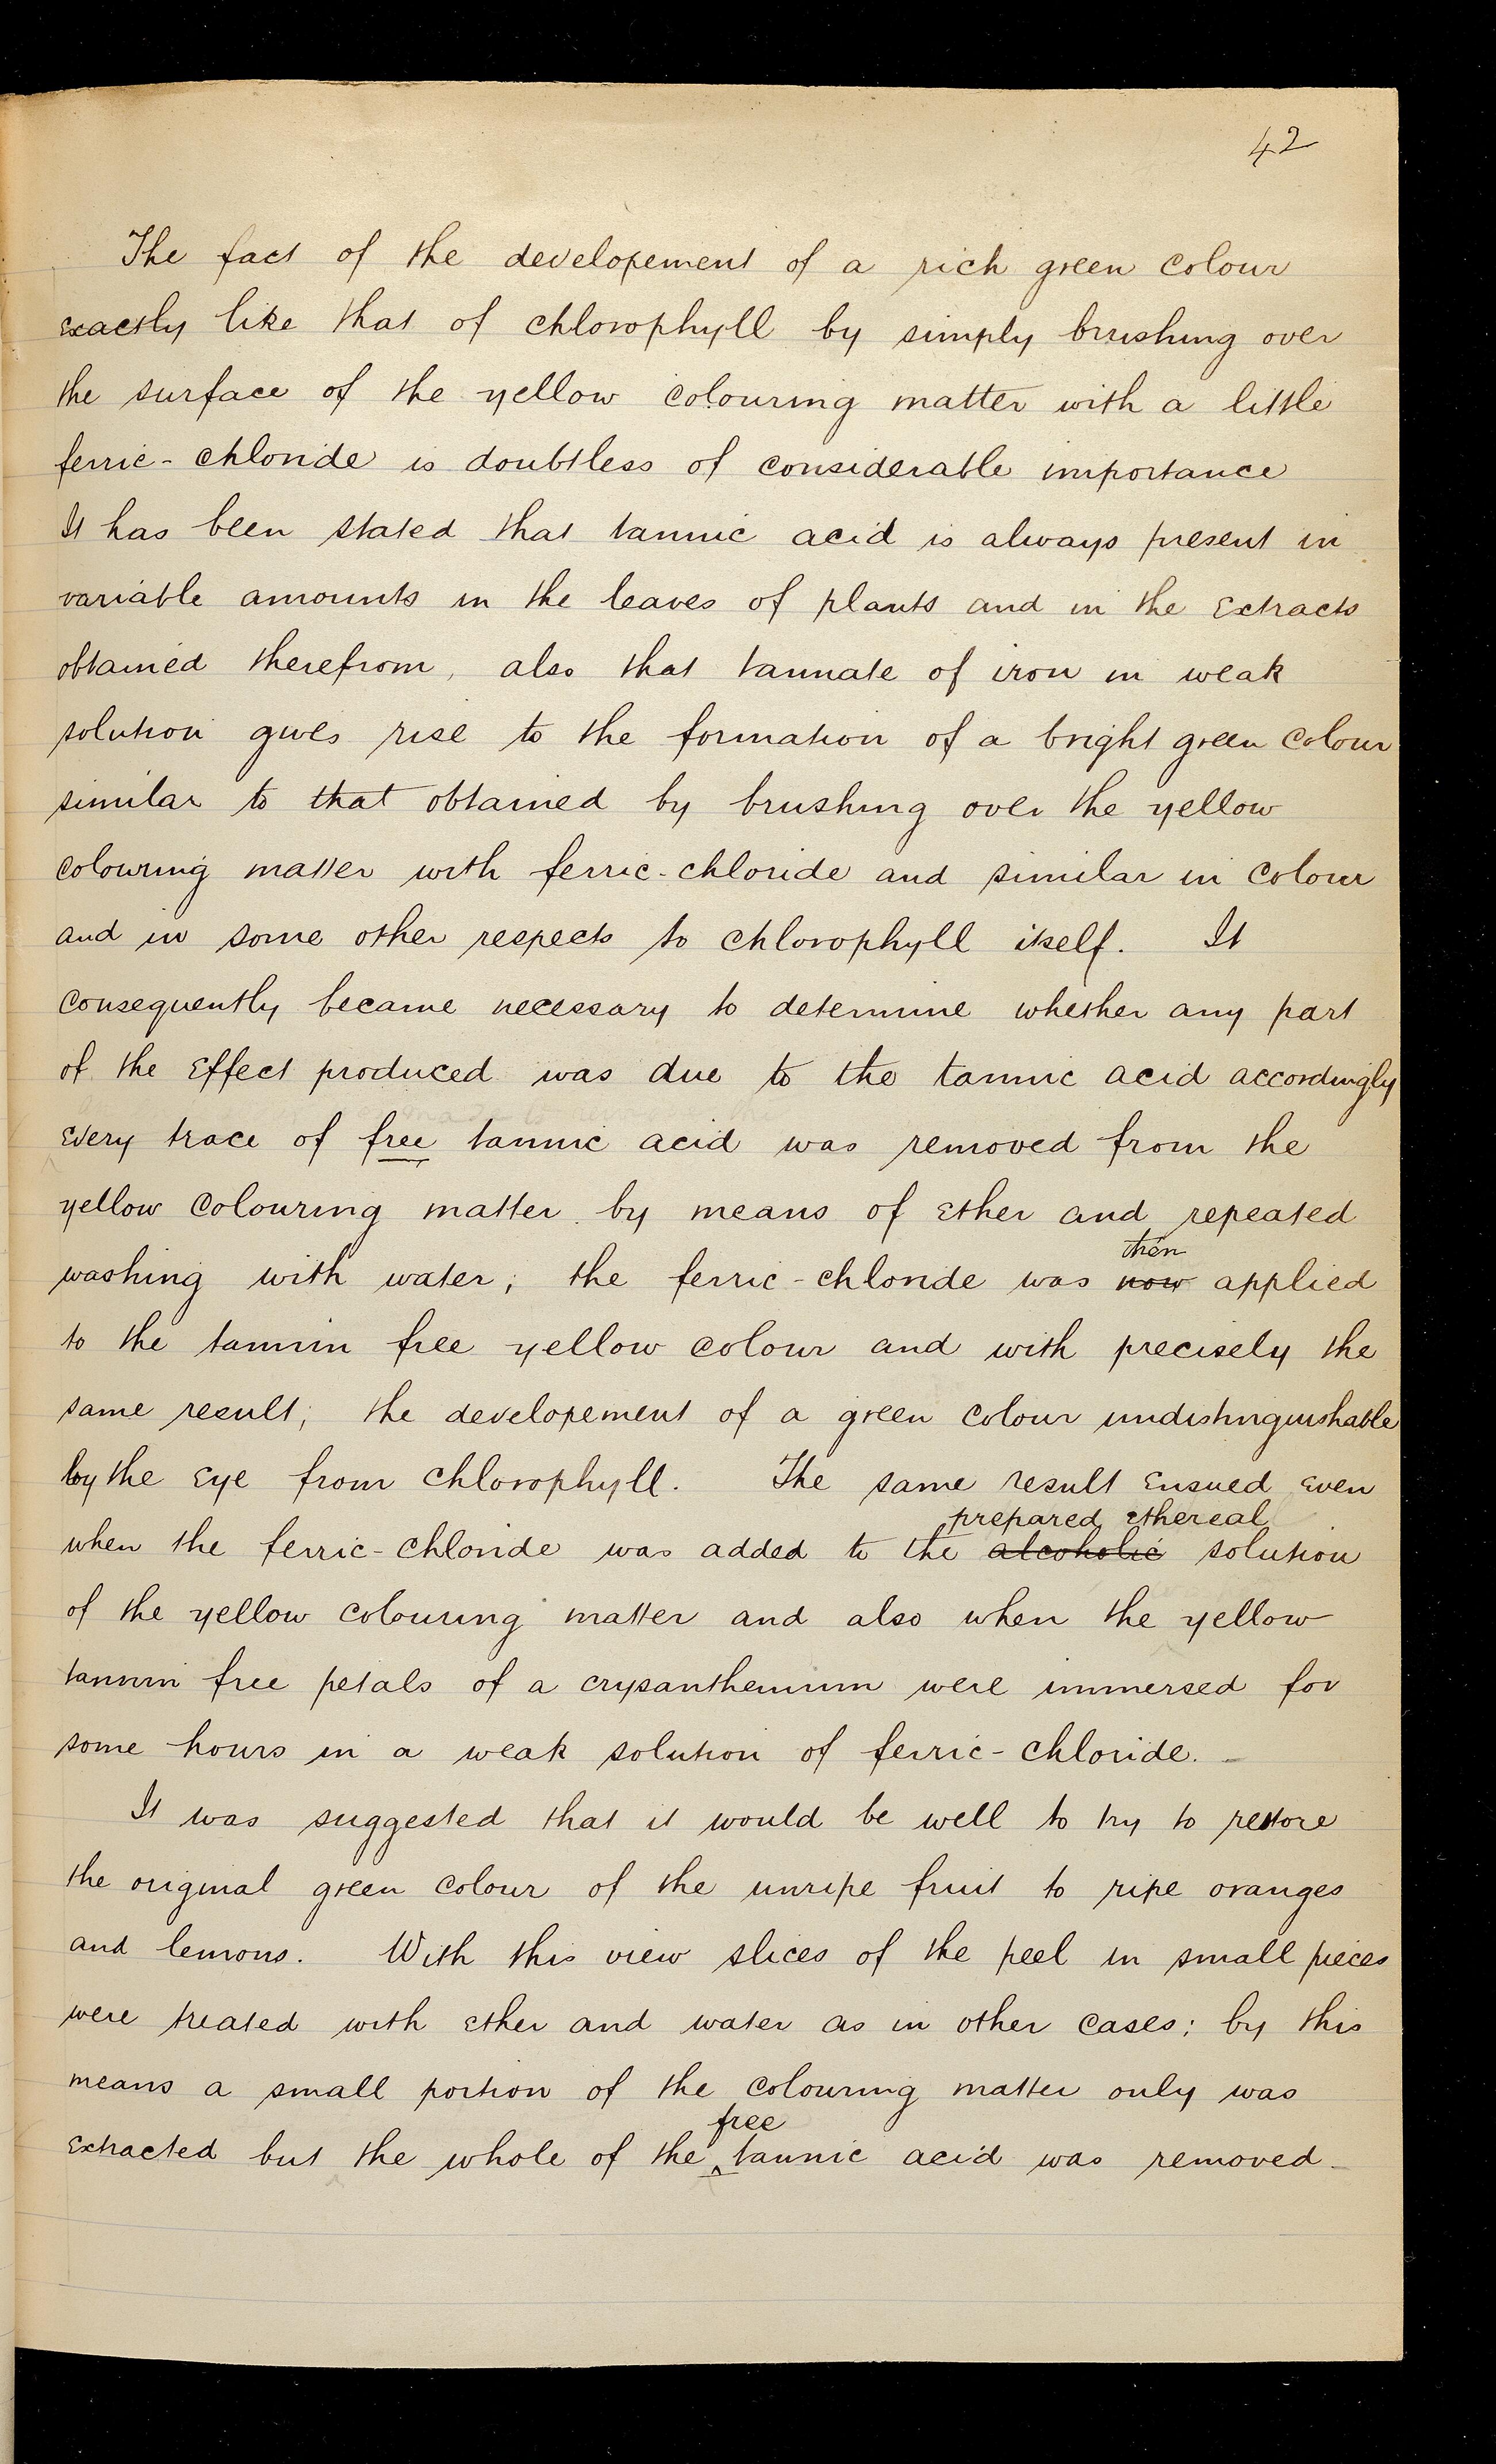 42
The fact of the developement of a rich green colour
exactly like that of chlorophyll by simply brushing over
the surface of the yellow colouring matter with a little
ferric-chloride is doubtless of considerable importance
It has been stated that tannic acid is always present in
variable amounts in the leaves of plants and in the extracts
obtained therefrom, also that tannate of iron in weak
solution gives rise to the formation of a bright green colour
similar to that obtained by brushing over the yellow
colouring matter with ferric-chloride and similar in colour
and in some other respects to chlorophyll itself. It
consequently became necessary to determine whether any part
of the effect produced was due to the tannic acid accordingly
every trace of free tannic acid was removed from the
yellow colouring matter by means of ether and repeated
then
washing with water; the ferric-chloride was now applied
to the tannin free yellow colour and with precisely the
same result; the developement of a green colour undistinguishable
by the eye from chlorophyll. The same result ensued even
prepared ethereal
when the ferric-chloride was added to the alcoholic solution
of the yellow colouring matter and also when the yellow
tannin free petals of a crysanthemum were immersed for
some hours in a weak solution of ferric-chloride. -
It was suggested that it would be well to try to restore
the original green colour of the unripe fruit to ripe oranges
and lemons. With this view slices of the peel in small pieces
were treated with ether and water as in other cases; by this
means a small portion of the colouring matter only was
free
extracted but the whole of the tannic acid was removed -